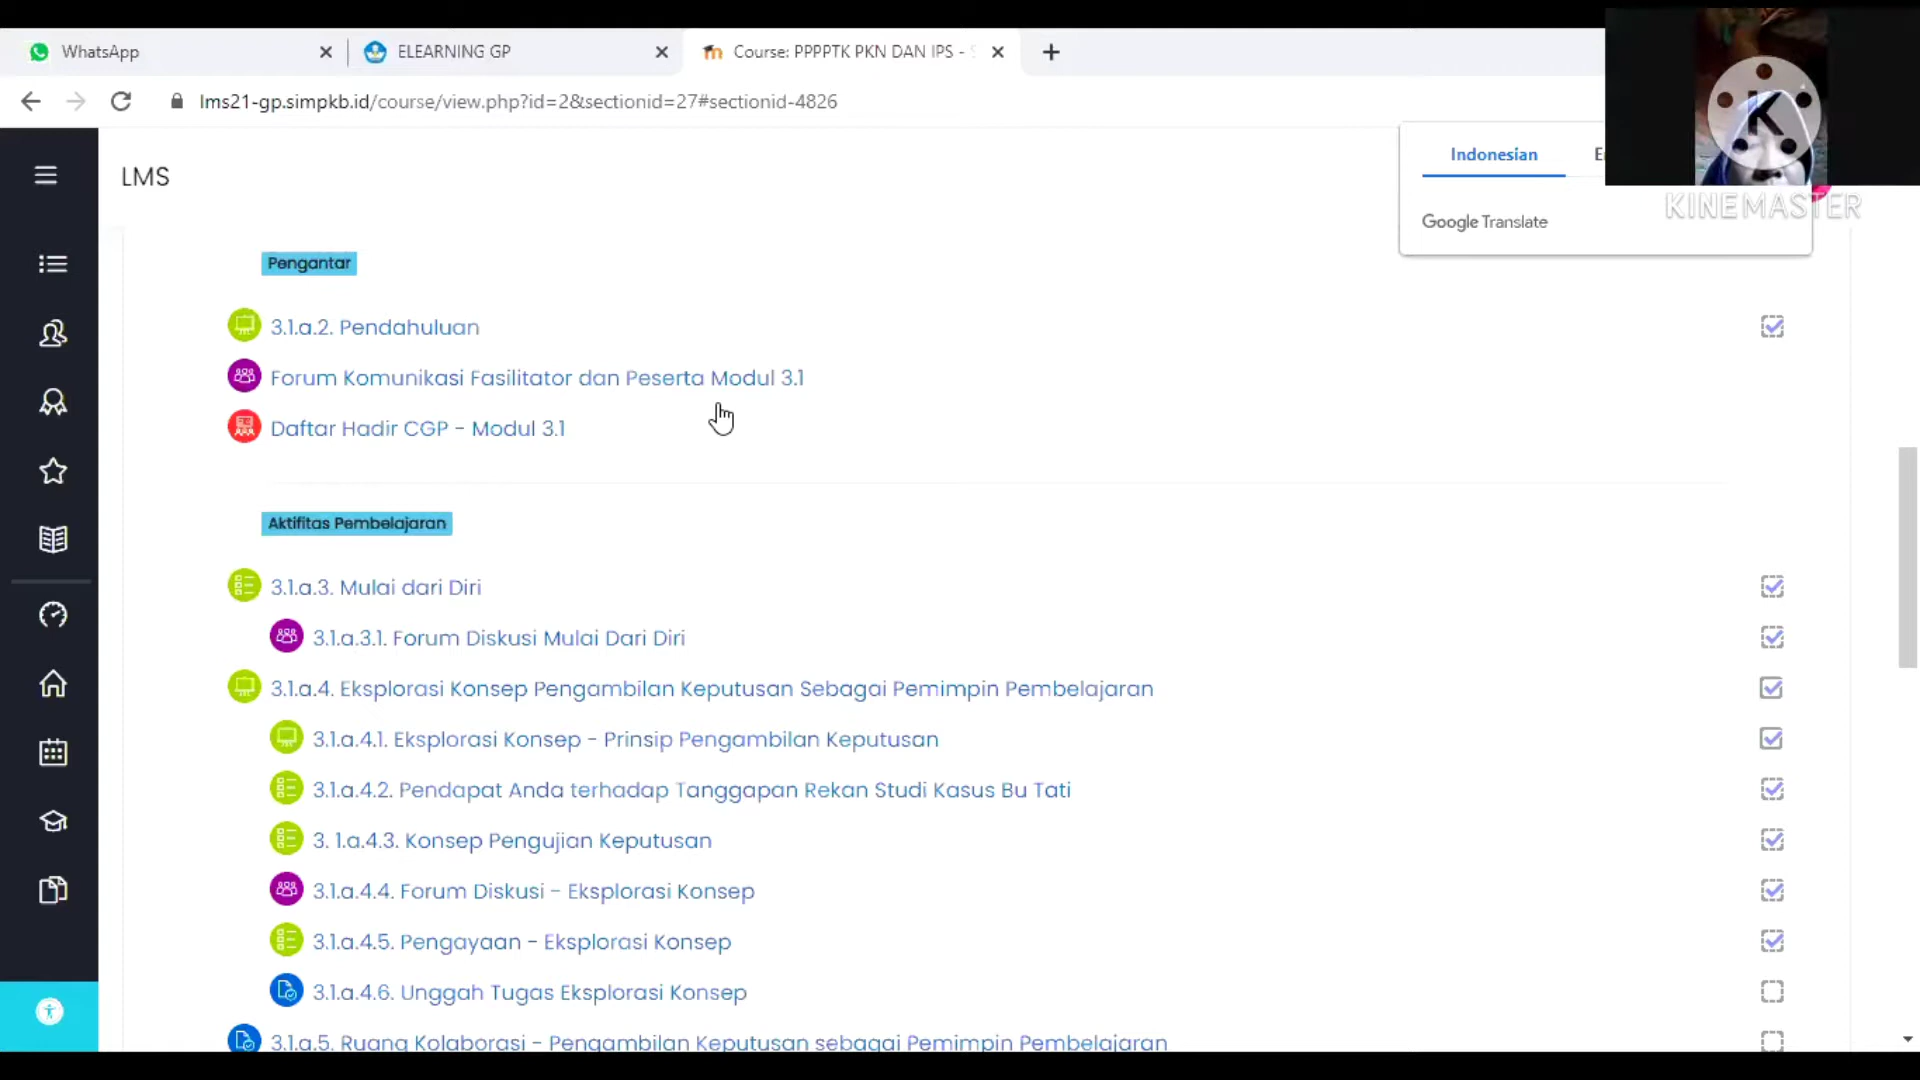 WhatsApp
ELEARNING GP
Course: PPPPTK PKN DAN IPS -
lms21-gp.simpkb.id/course/view.php?id=2&sectionid=27#sectionid-4826
K
Indonesian
Google Translate
KINEMASTER
LMS
Pengantar
3.1.a.2. Pendahuluan
Forum Komunikasi Fasilitator dan Peserta Modul 3.1
Daftar Hadir CGP - Modul 3.1
Aktifitas Pembelajaran
3.1.a.3. Mulai dari Diri
3.1.a.3.1. Forum Diskusi Mulai Dari Diri
3.1.a.4. Eksplorasi Konsep Pengambilan Keputusan Sebagai Pemimpin Pembelajaran
3.1.a.4.1. Eksplorasi Konsep - Prinsip Pengambilan Keputusan
3.1.a.4.2. Pendapat Anda terhadap Tanggapan Rekan Studi Kasus Bu Tati
3. 1.a.4.3. Konsep Pengujian Keputusan
3.1.a.4.4. Forum Diskusi - Eksplorasi Konsep
3.1.a.4.5. Pengayaan - Eksplorasi Konsep
3.1.a.4.6. Unggah Tugas Eksplorasi Konsep
3.1.a.5. Ruang Kolaborasi - Pengambilan Keputusan sebagai Pemimpin Pembelajaran